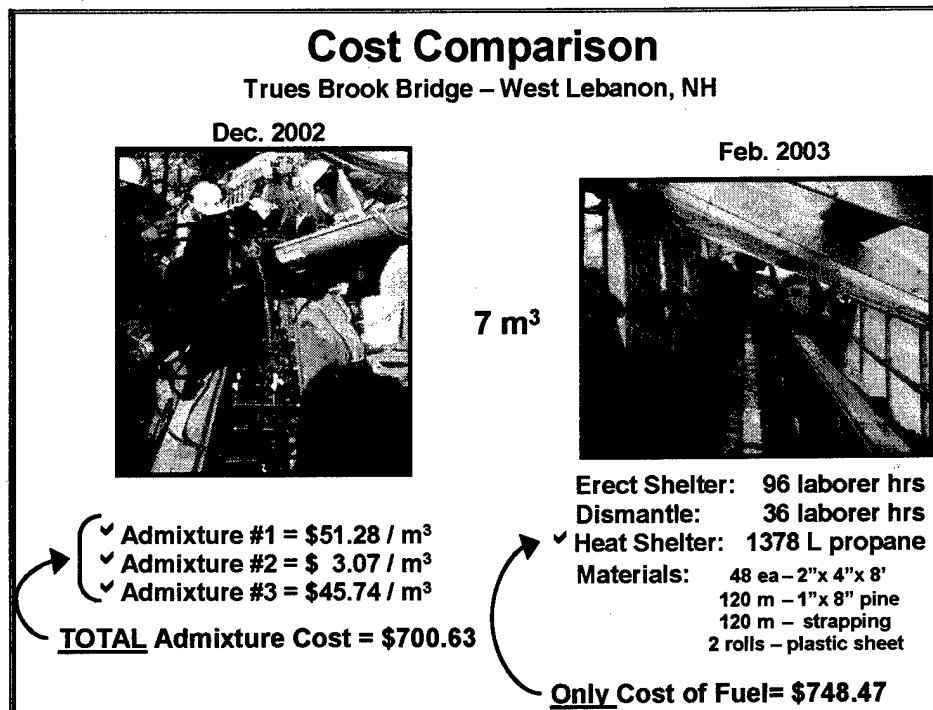 Cost Comparison
Trues Brook Bridge – West Lebanon, NH
Dec. 2002
Feb. 2003
7 m³
✓ Admixture #1 = $51.28 / m³
✓ Admixture #2 = $ 3.07 / m³
✓ Admixture #3 = $45.74 / m³
TOTAL Admixture Cost = $700.63
Erect Shelter: 96 laborer hrs
Dismantle: 36 laborer hrs
✓ Heat Shelter: 1378 L propane
Materials: 48 ea – 2"x 4"x 8'
120 m – 1"x 8" pine
120 m – strapping
2 rolls – plastic sheet
Only Cost of Fuel= $748.47